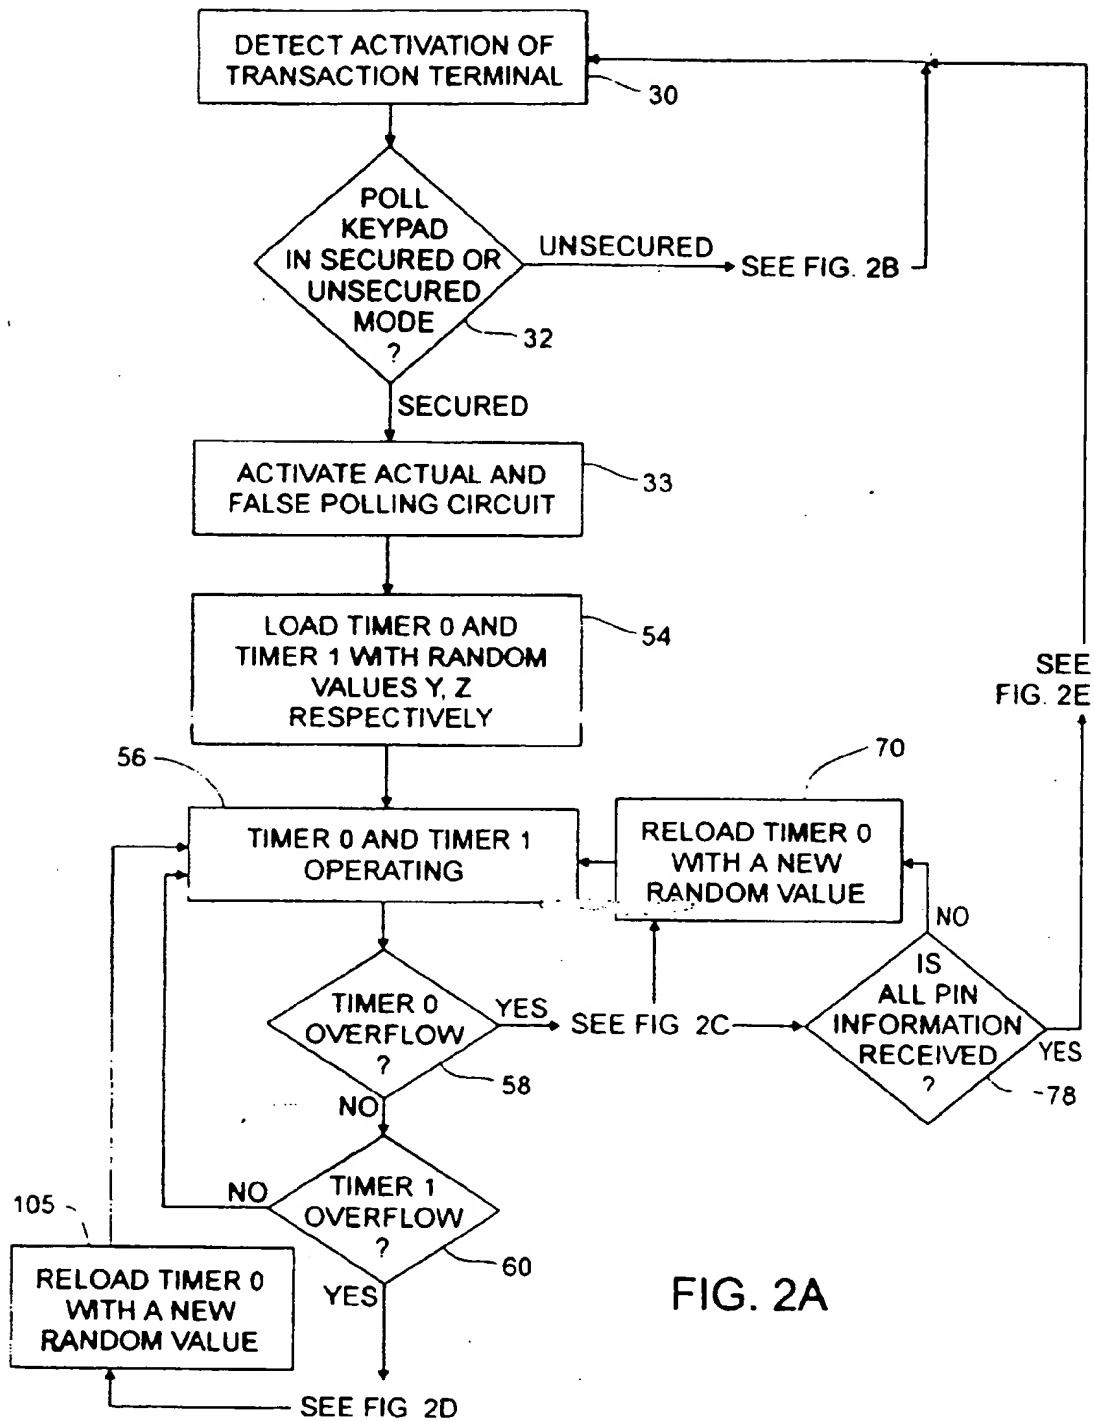 DETECT ACTIVATION OF
TRANSACTION TERMINAL
30
POLL
KEYPAD
IN SECURED OR
UNSECURED
MODE
?
32
UNSECURED
SEE FIG. 2B
SECURED
ACTIVATE ACTUAL AND
FALSE POLLING CIRCUIT
33
LOAD TIMER 0 AND
TIMER 1 WITH RANDOM
VALUES Y, Z
RESPECTIVELY
54
SEE
FIG. 2E
56
TIMER 0 AND TIMER 1
OPERATING
70
RELOAD TIMER 0
WITH A NEW
RANDOM VALUE
NO
TIMER 0
OVERFLOW
?
58
YES
SEE FIG 2C
IS
ALL PIN
INFORMATION
RECEIVED
?
78
YES
NO
TIMER 1
OVERFLOW
?
60
NO
YES
105
RELOAD TIMER 0
WITH A NEW
RANDOM VALUE
SEE FIG 2D
FIG. 2A